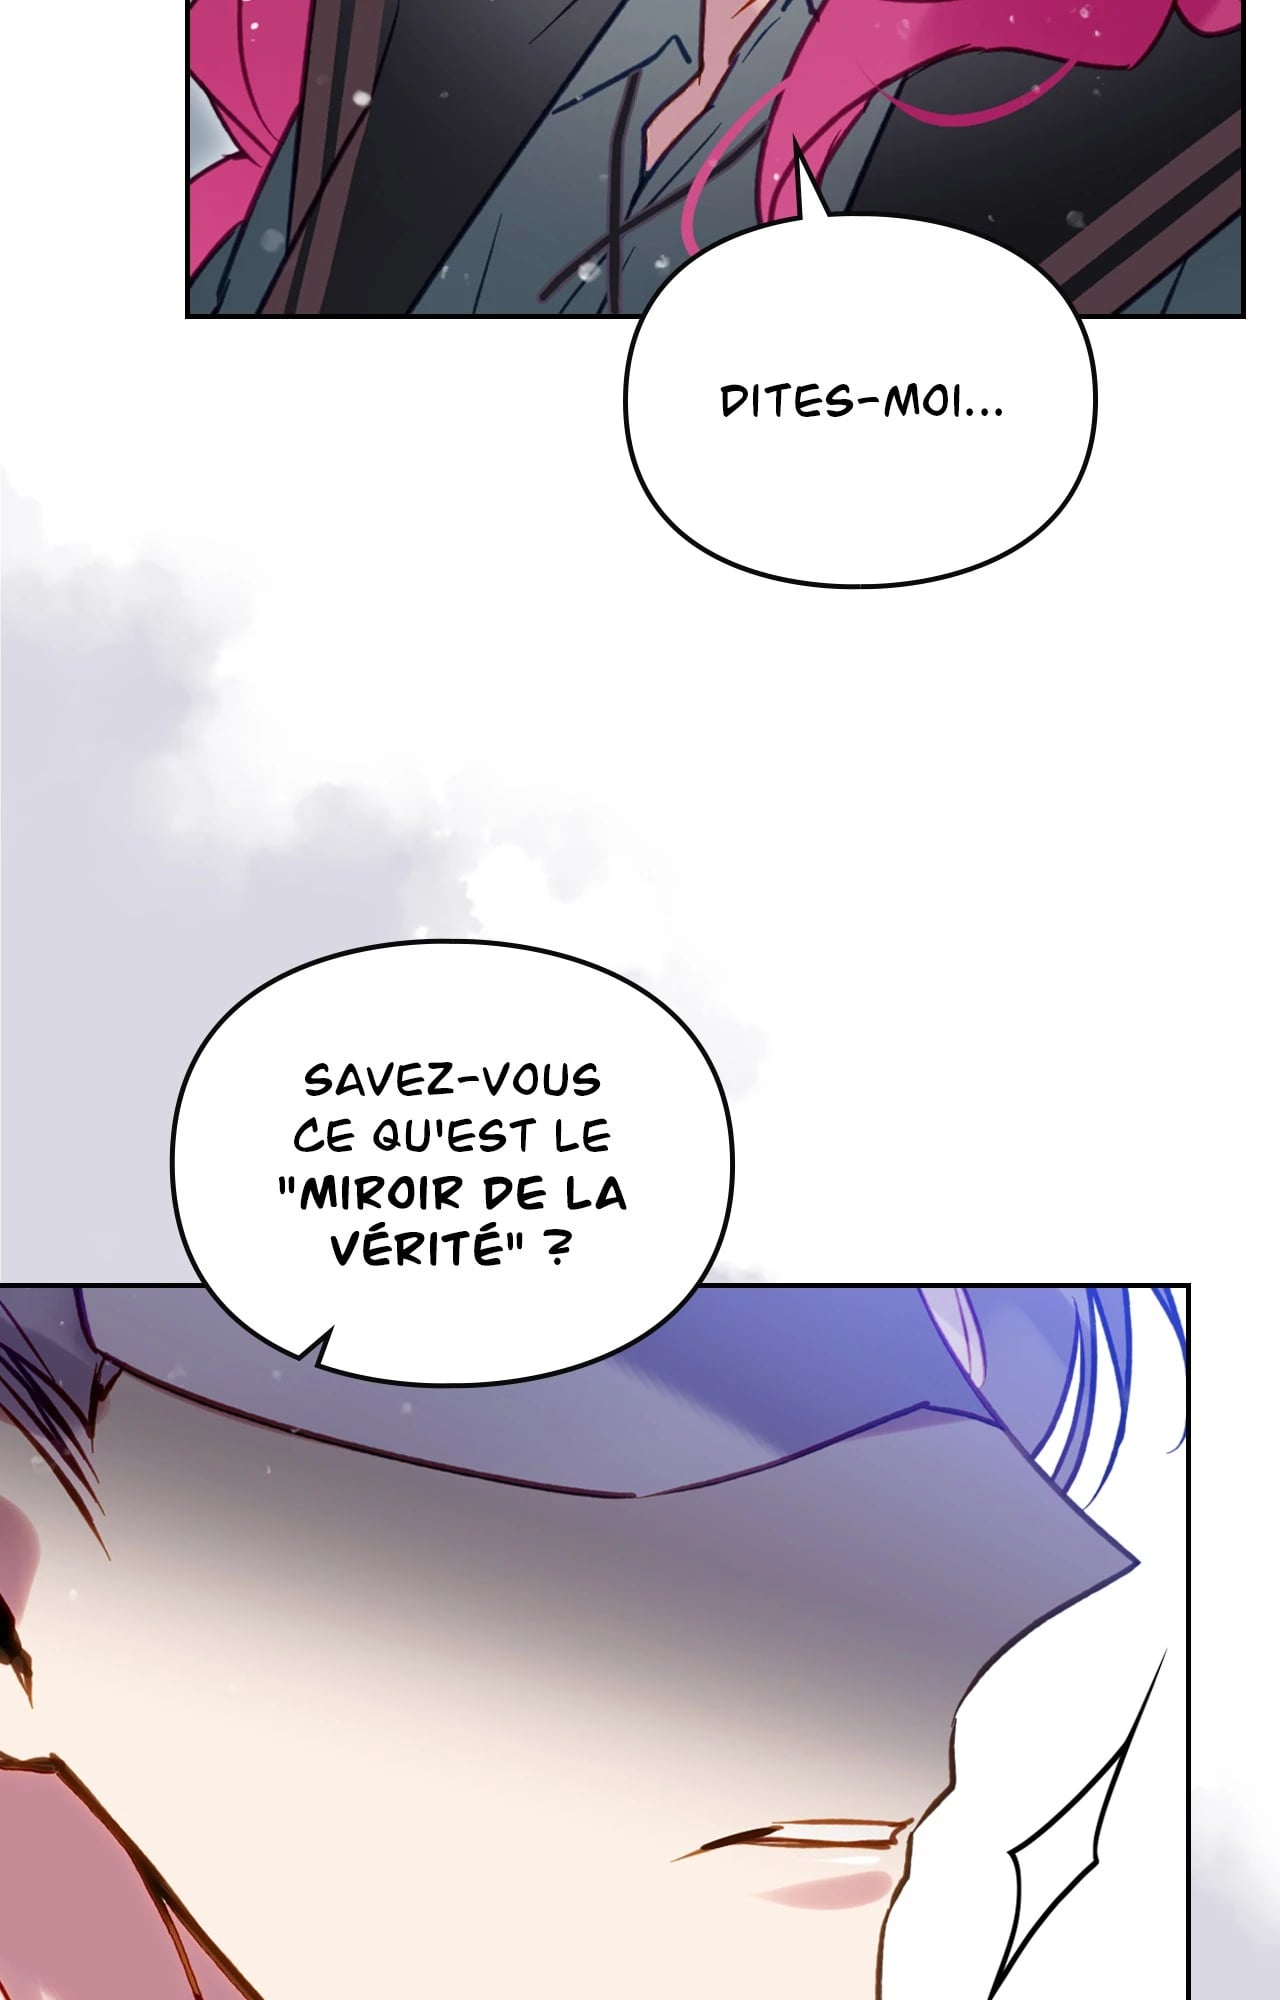 DITES-MOI...
SAVEZ-VOUS
CE QU'EST LE
"MIROIR DE LA
VÉRITÉ" ?